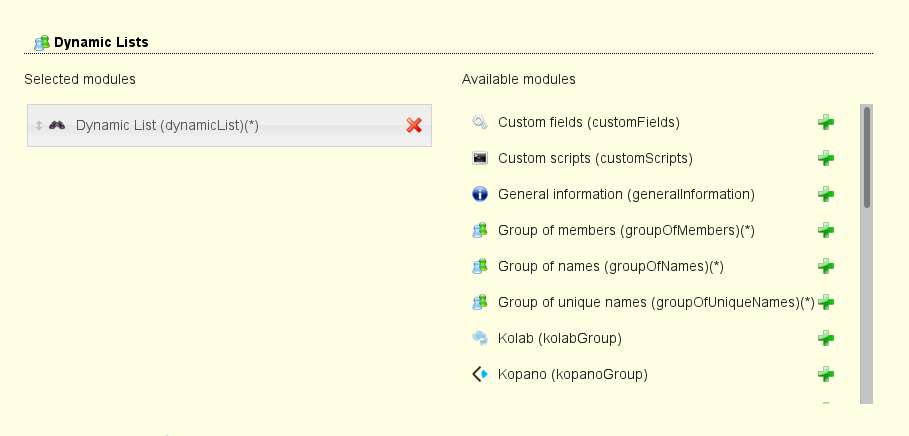 Dynamic Lists
Selected modules
Available modules
Dynamic List (dynamicList)(*)
Custom fields (customFields)
Custom scripts (customScripts)
General information (generalInformation)
Group of members (groupOfMembers)(*)
Group of names (groupOfNames)(*)
Group of unique names (groupOfUniqueNames)(*)
Kolab (kolabGroup)
Kopano (kopanoGroup)